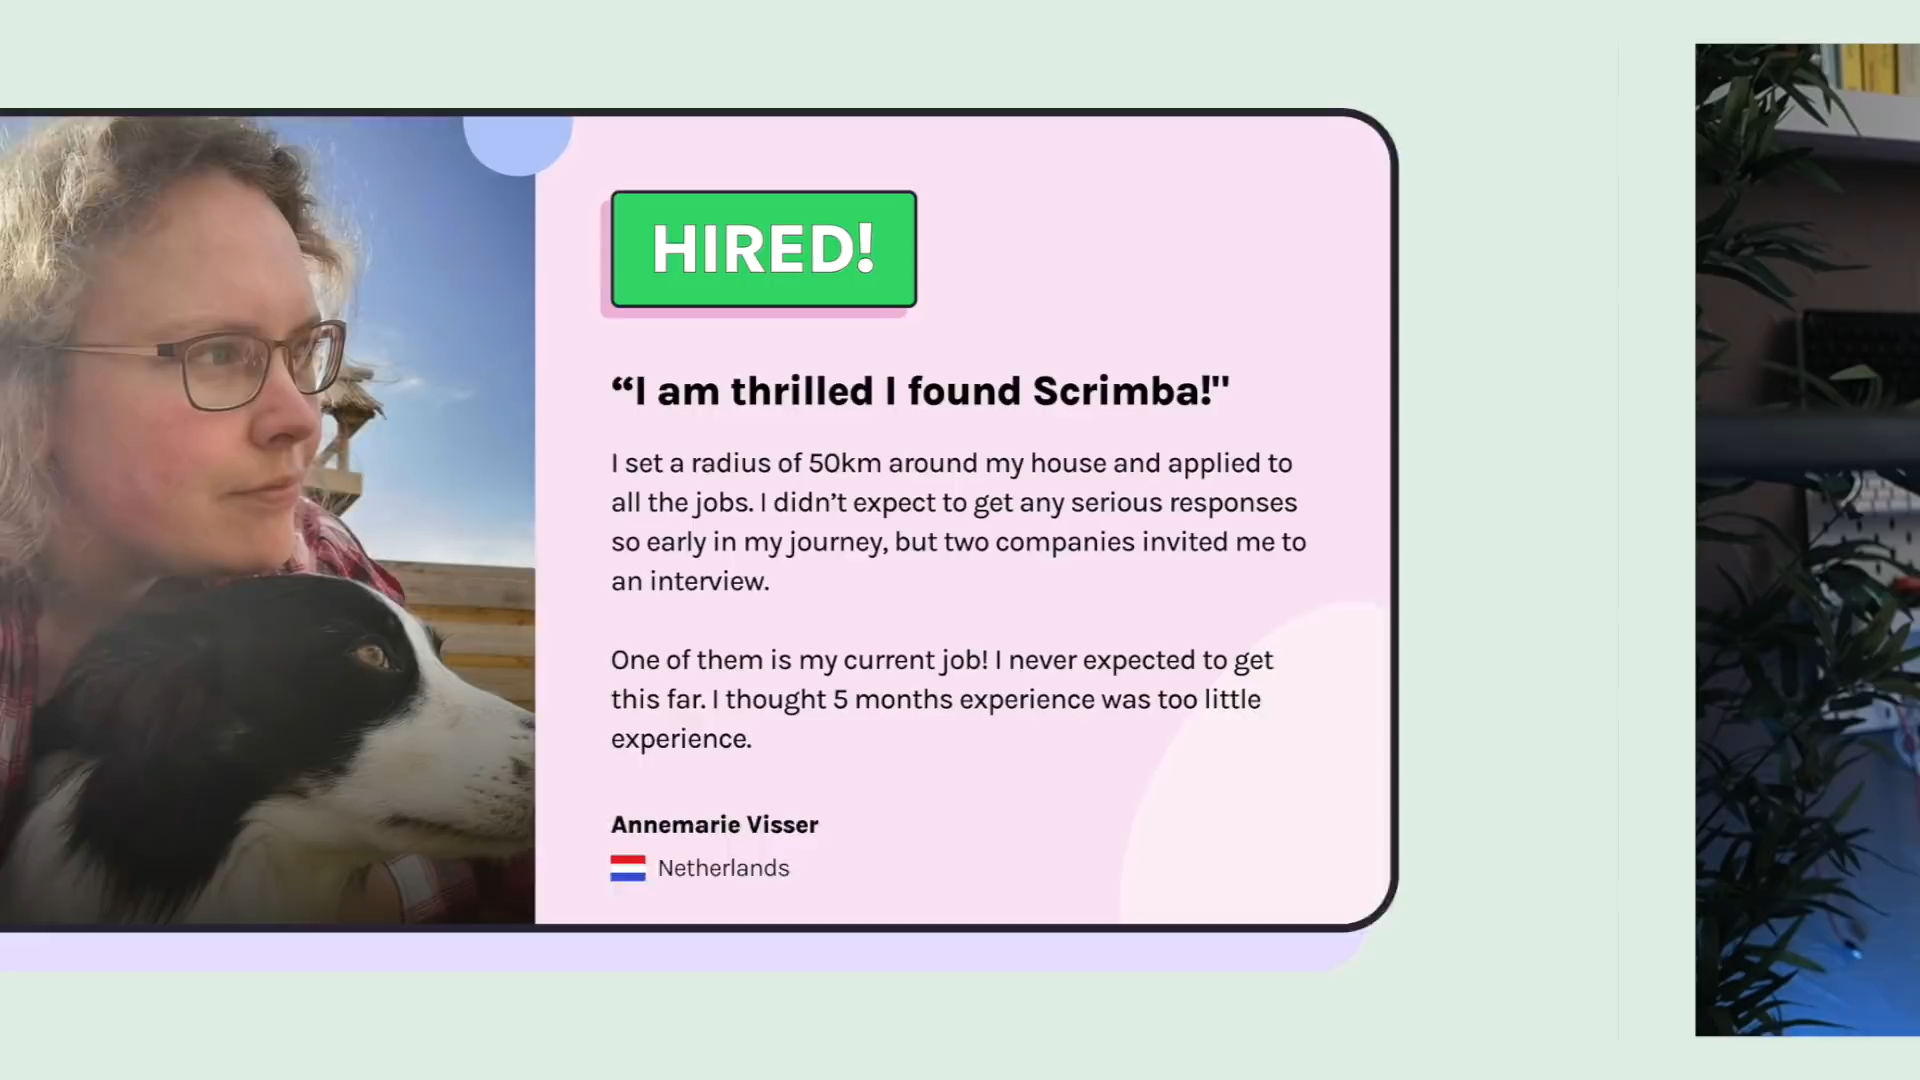 HIRED!
“I am thrilled I found Scrimba!"
I set a radius of 50km around my house and applied to
all the jobs. I didn’t expect to get any serious responses
so early in my journey, but two companies invited me to
an interview.
One of them is my current job! I never expected to get
this far. I thought 5 months experience was too little
experience.
Annemarie Visser
Netherlands